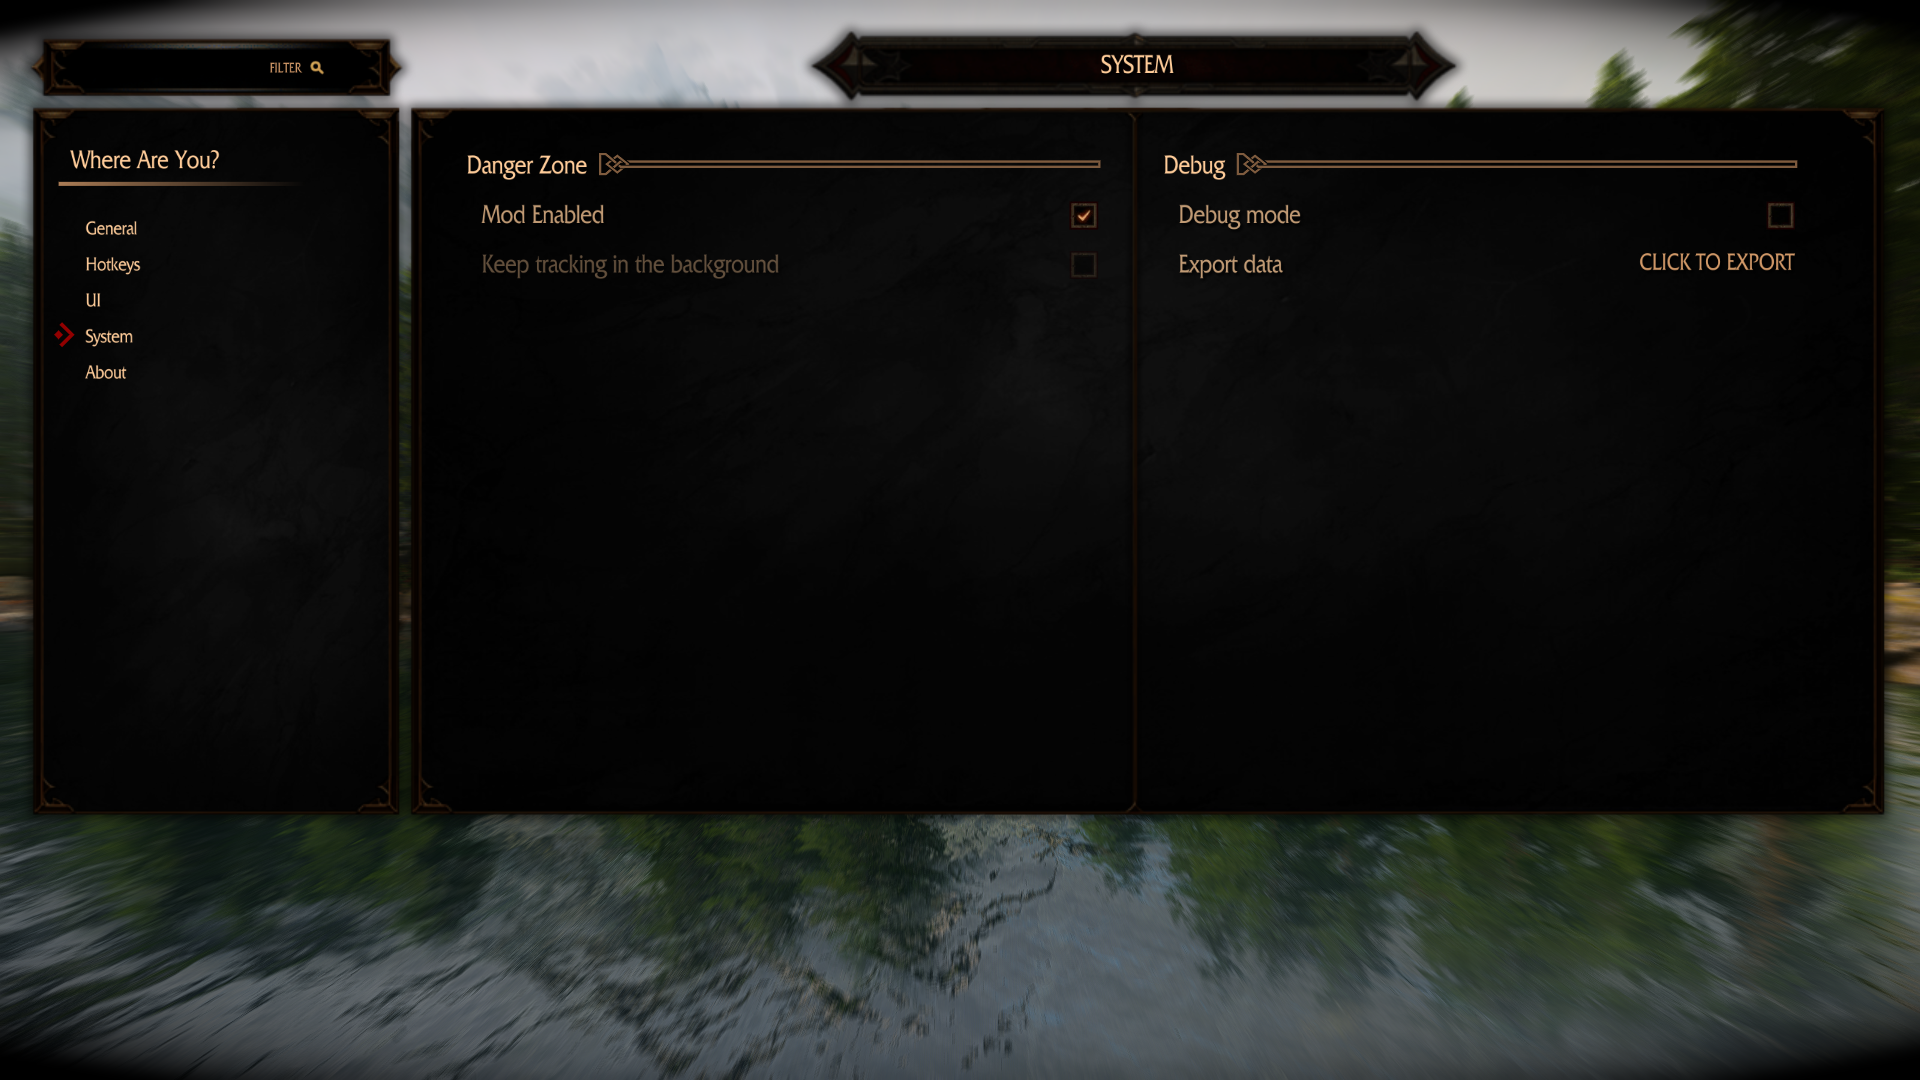 FILTER
SYSTEM
Where Are You?
General
Hotkeys
UI
System
About
Danger Zone
Mod Enabled
Keep tracking in the background
Debug
Debug mode
Export data
CLICK TO EXPORT